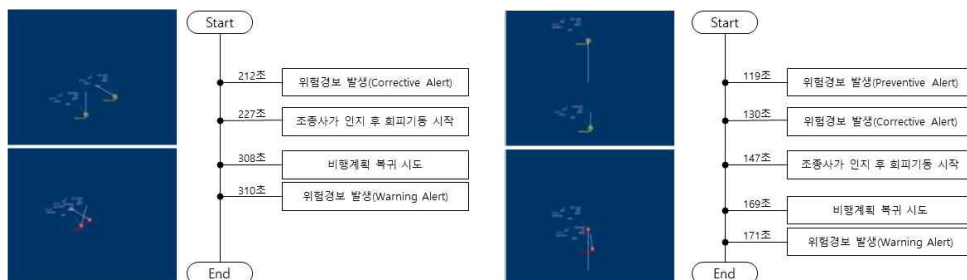 Start
212초
위험경보 발생(Corrective Alert)
227초
조종사가 인지 후 회피기동 시작
308초
비행계획 복귀 시도
310초
위험경보 발생(Warning Alert)
End
Start
119초
위험경보 발생(Preventive Alert)
130초
위험경보 발생(Corrective Alert)
147초
조종사가 인지 후 회피기동 시작
169초
비행계획 복귀 시도
171초
위험경보 발생(Warning Alert)
End